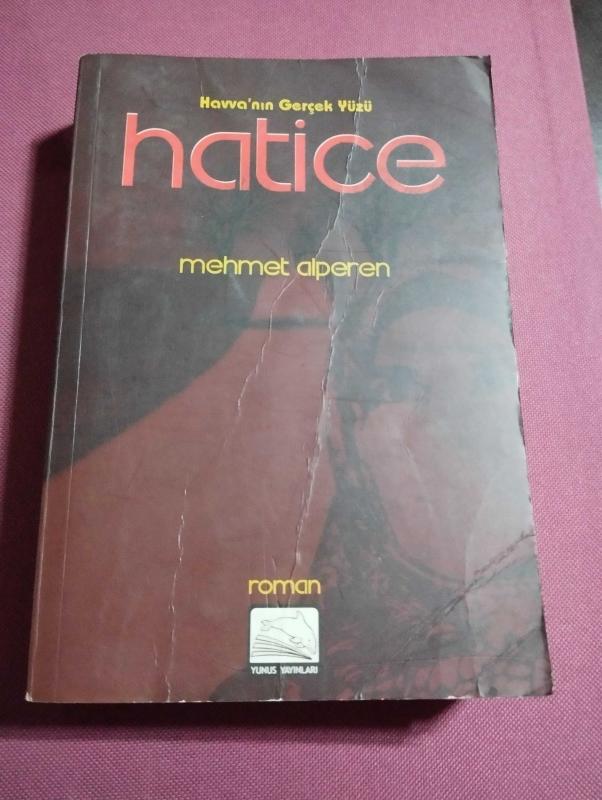 Havva'nın Gerçek Yüzü
hatice
mehmet alperen
roman
YUNUS YAYINLARI